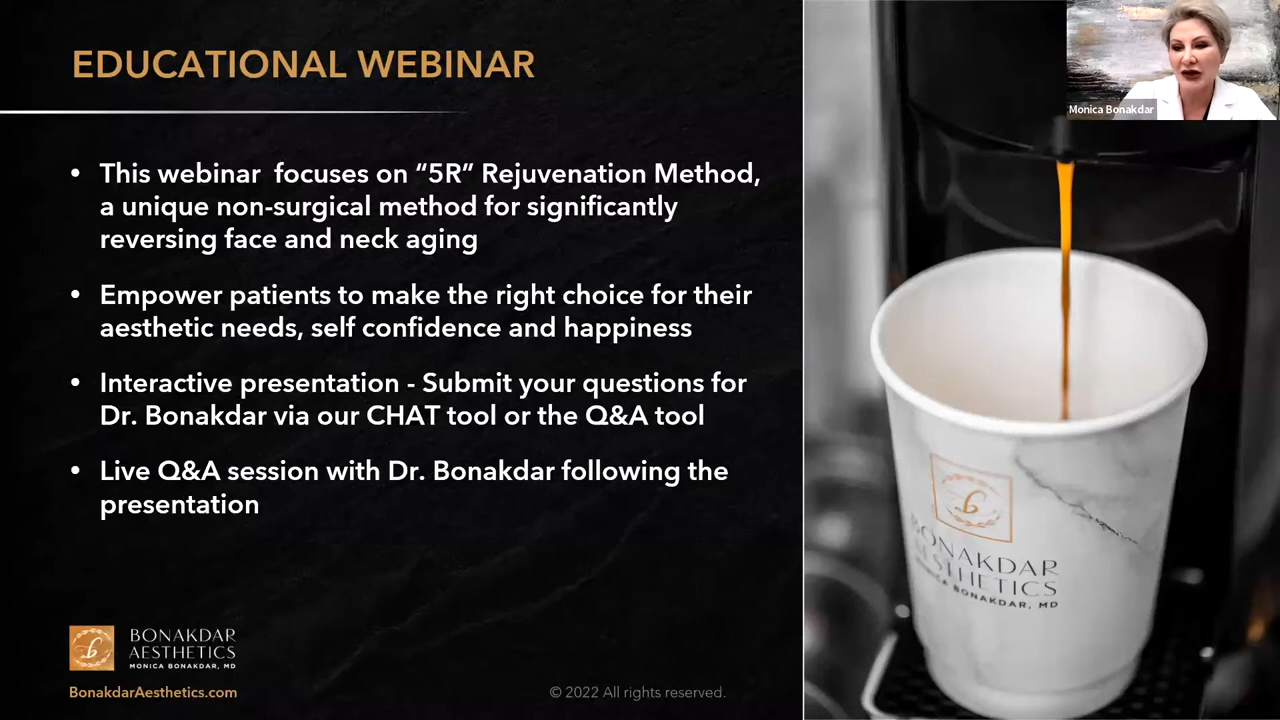 EDUCATIONAL WEBINAR
• This webinar  focuses on “5R” Rejuvenation Method,
a unique non-surgical method for significantly
reversing face and neck aging
• Empower patients to make the right choice for their
aesthetic needs, self confidence and happiness
• Interactive presentation - Submit your questions for
Dr. Bonakdar via our CHAT tool or the Q&A tool
• Live Q&A session with Dr. Bonakdar following the
presentation
b
BONAKDAR
AESTHETICS
MONICA BONAKDAR, MD
BonakdarAesthetics.com
© 2022 All rights reserved.
Monica Bonakdar
b
BONAKDAR
AESTHETICS
MONICA BONAKDAR, MD